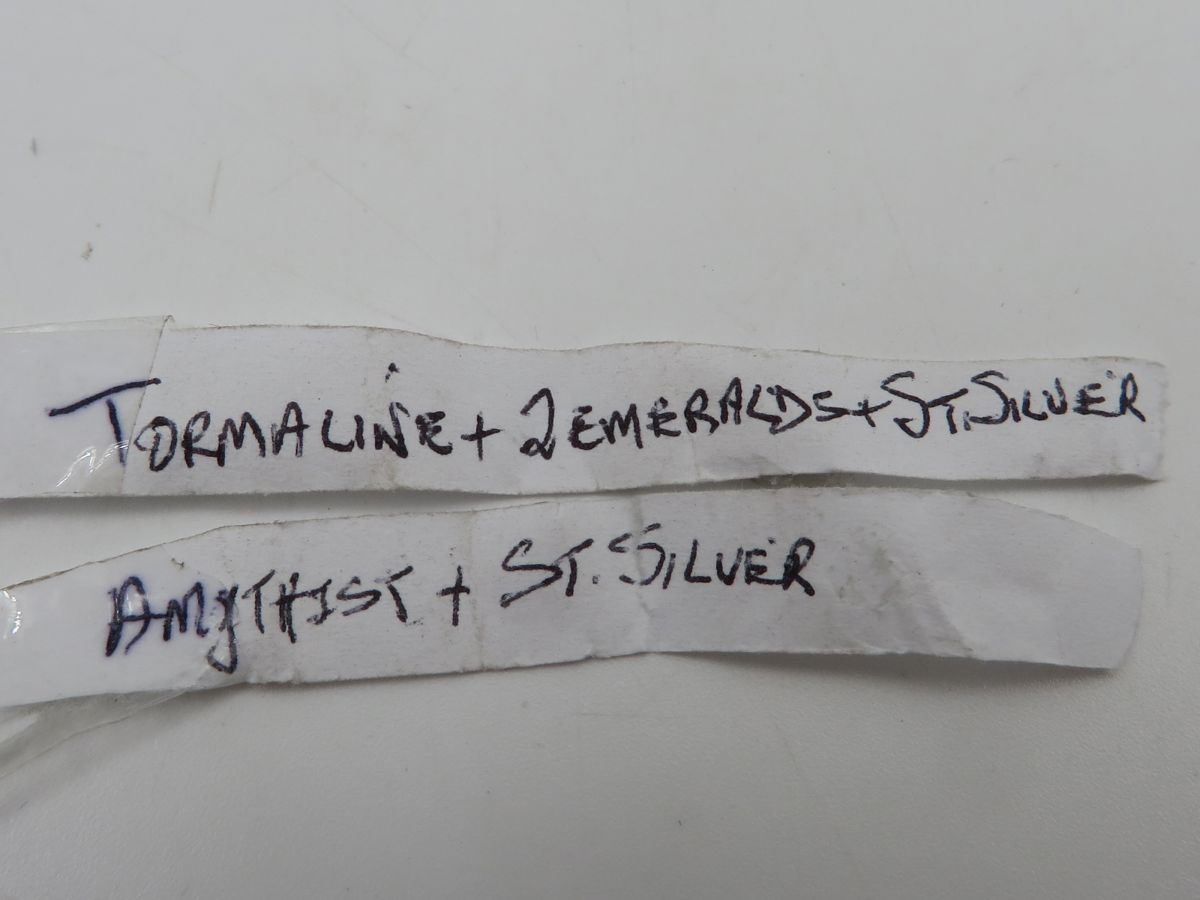 TORMALINE + 2 EMERALDS + ST. SILVER
AMYTHIST + ST. SILVER